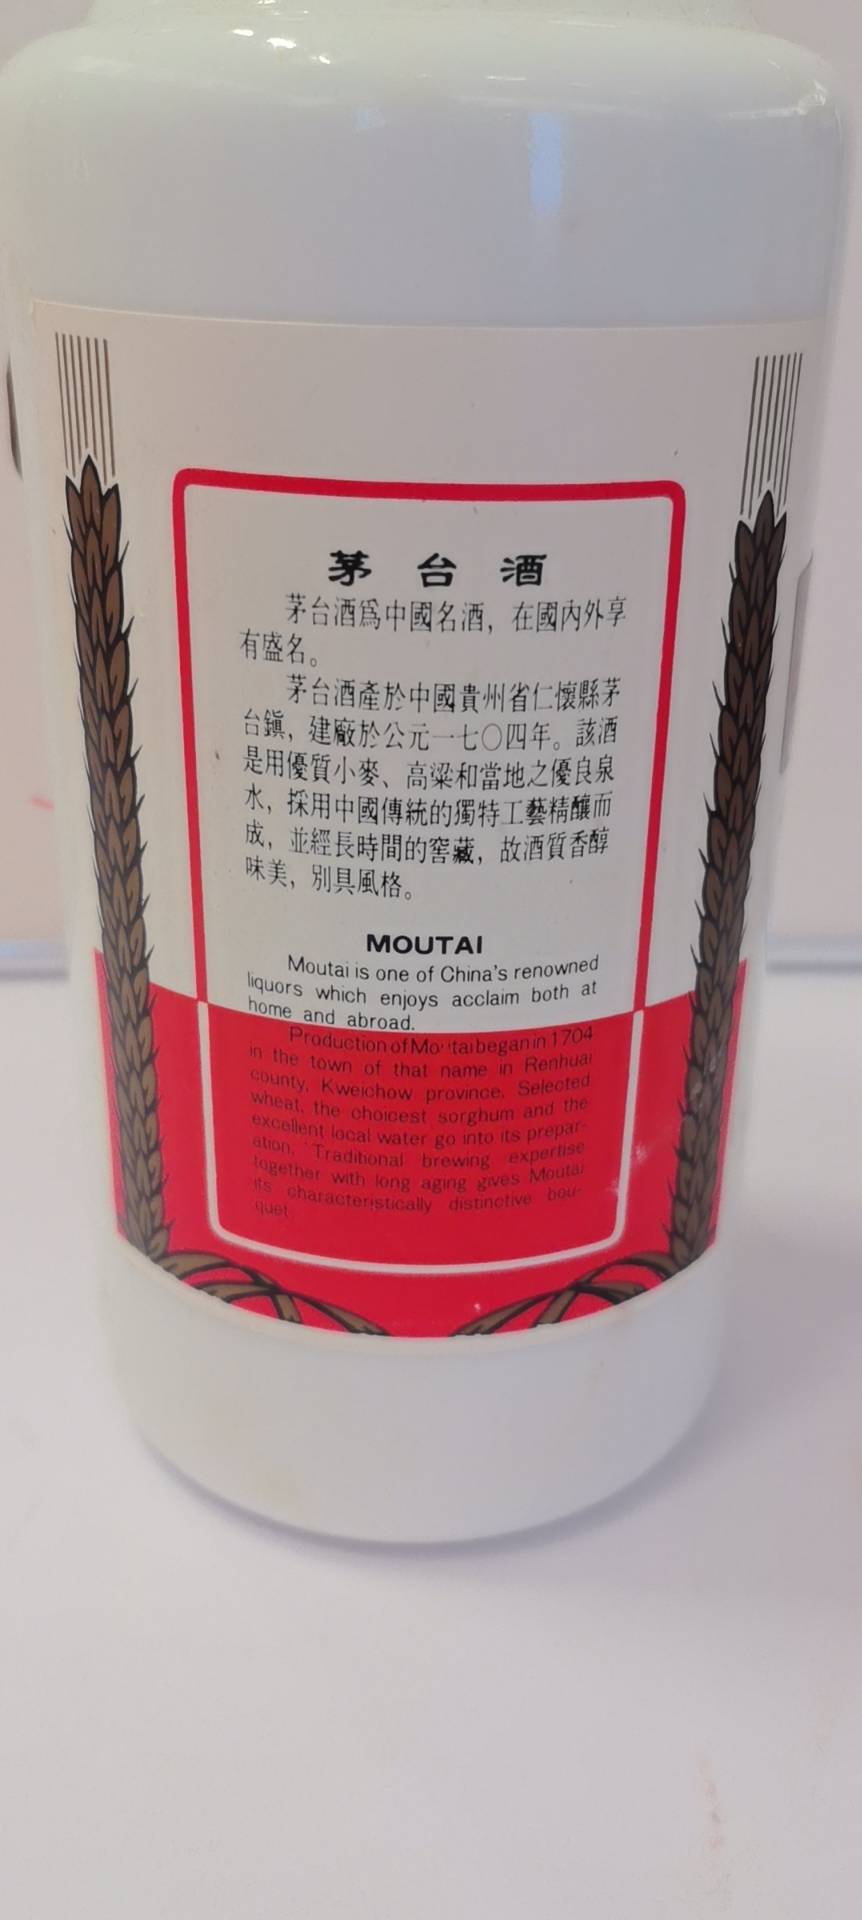 茅台酒
茅台酒爲中國名酒，在國內外享
有盛名。
茅台酒產於中國貴州省仁懷縣茅
台鎭，建廠於公元一七〇四年。該酒
是用優質小麥、高粱和當地之優良泉
水，採用中國傳統的獨特工藝精釀而
成，並經長時間的窖藏，故酒質香醇
味美，別具風格。
MOUTAI
Moutai is one of China's renowned
liquors which enjoys acclaim both at
home and abroad.
Production of Moutai began in 1704
in the town of that name in Renhuai
county, Kweichow province. Selected
wheat, the choicest sorghum and the
excellent local water go into its prepar-
ation. Traditional brewing expertise
together with long aging gives Moutai
its characteristically distinctive bou-
quet.